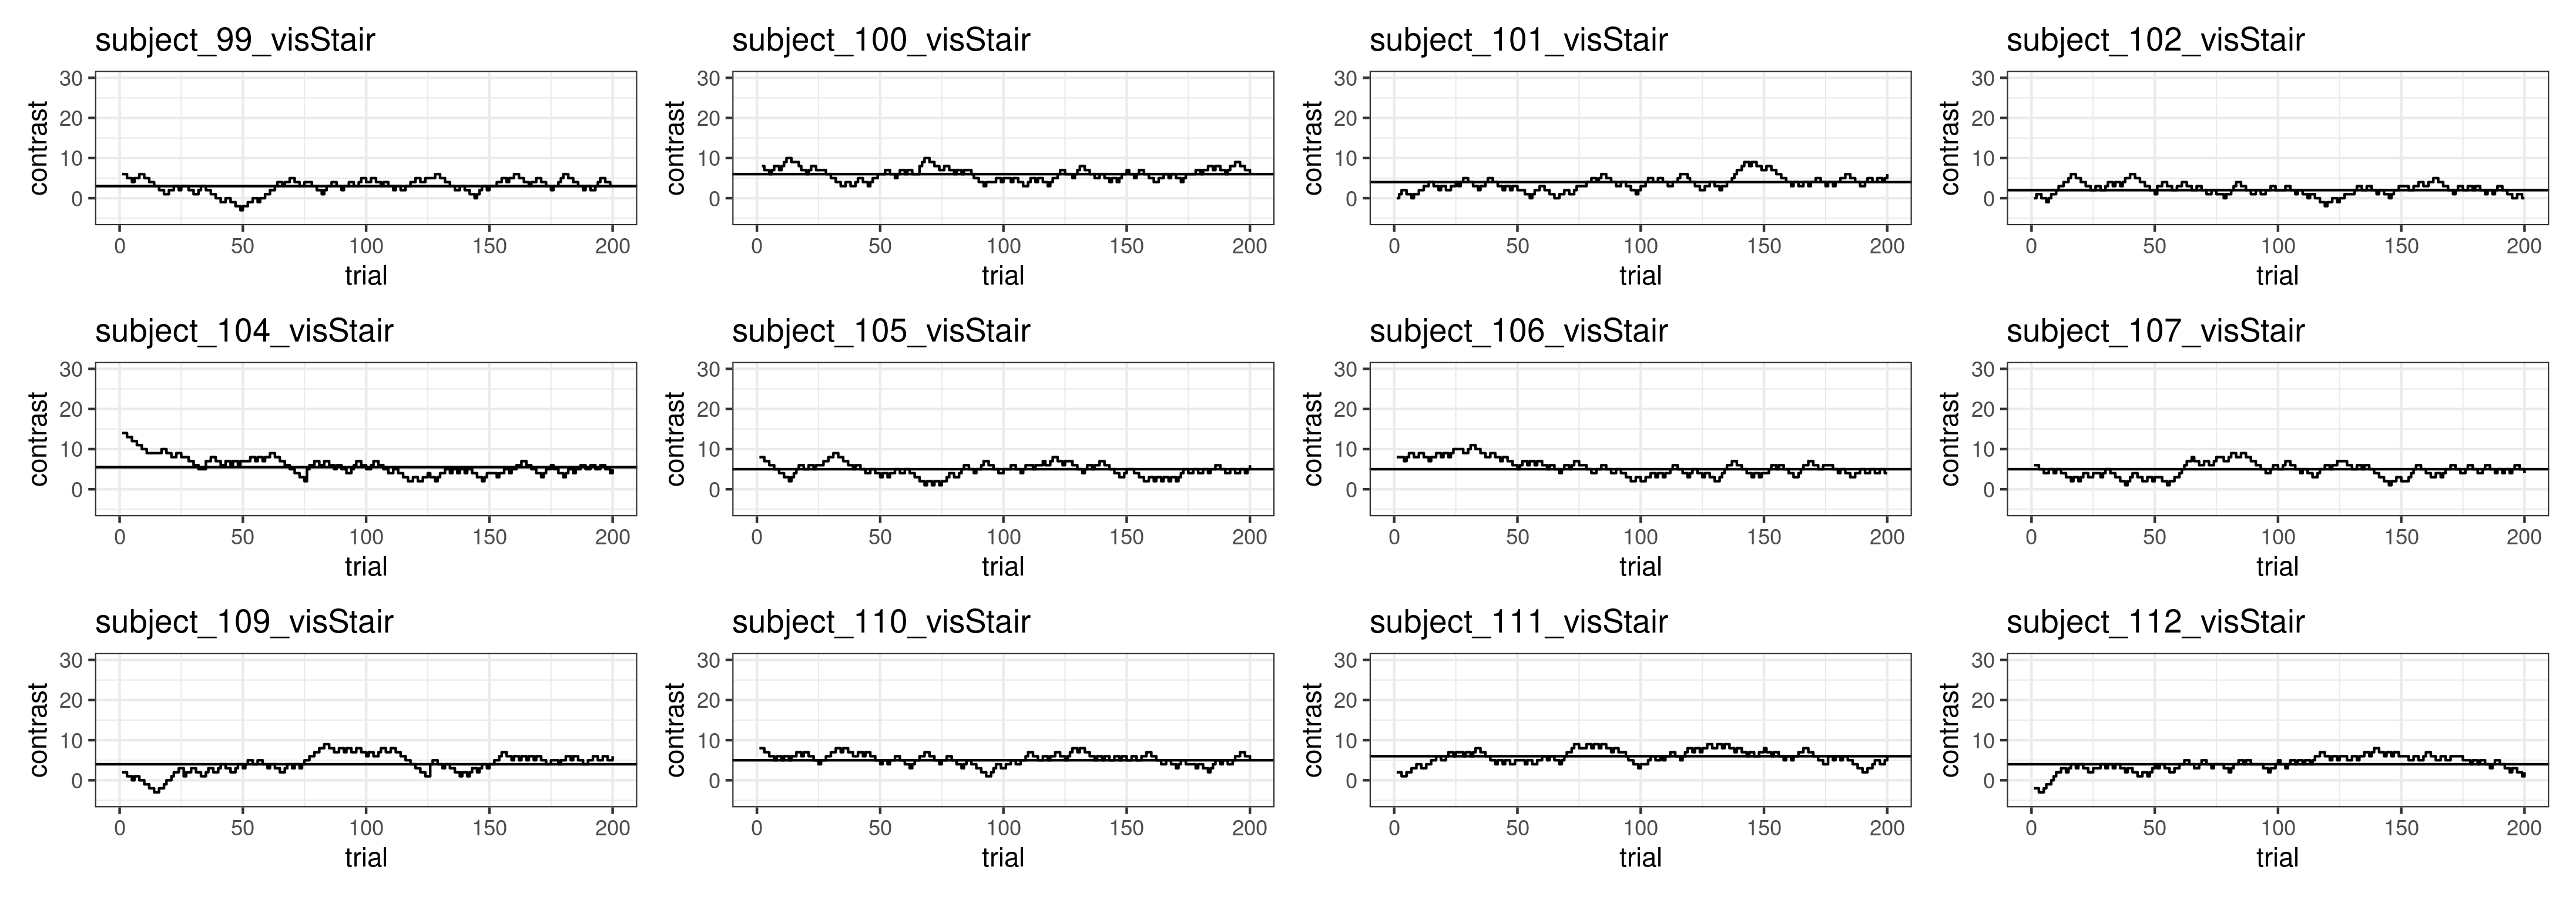 subject_99_visStair subject_100_visStair subject_101_visStair subject_102_visStair
30 30 30 30
20 20 20 20
10 10 10 10
0 0 0 0
contrast contrast contrast contrast
0 50 100 150 200 0 50 100 150 200 0 50 100 150 200 0 50 100 150 200
trial trial trial trial
subject_104_visStair subject_105_visStair subject_106_visStair subject_107_visStair
30 30 30 30
20 20 20 20
10 10 10 10
0 0 0 0
contrast contrast contrast contrast
0 50 100 150 200 0 50 100 150 200 0 50 100 150 200 0 50 100 150 200
trial trial trial trial
subject_109_visStair subject_110_visStair subject_111_visStair subject_112_visStair
30 30 30 30
20 20 20 20
10 10 10 10
0 0 0 0
contrast contrast contrast contrast
0 50 100 150 200 0 50 100 150 200 0 50 100 150 200 0 50 100 150 200
trial trial trial trial